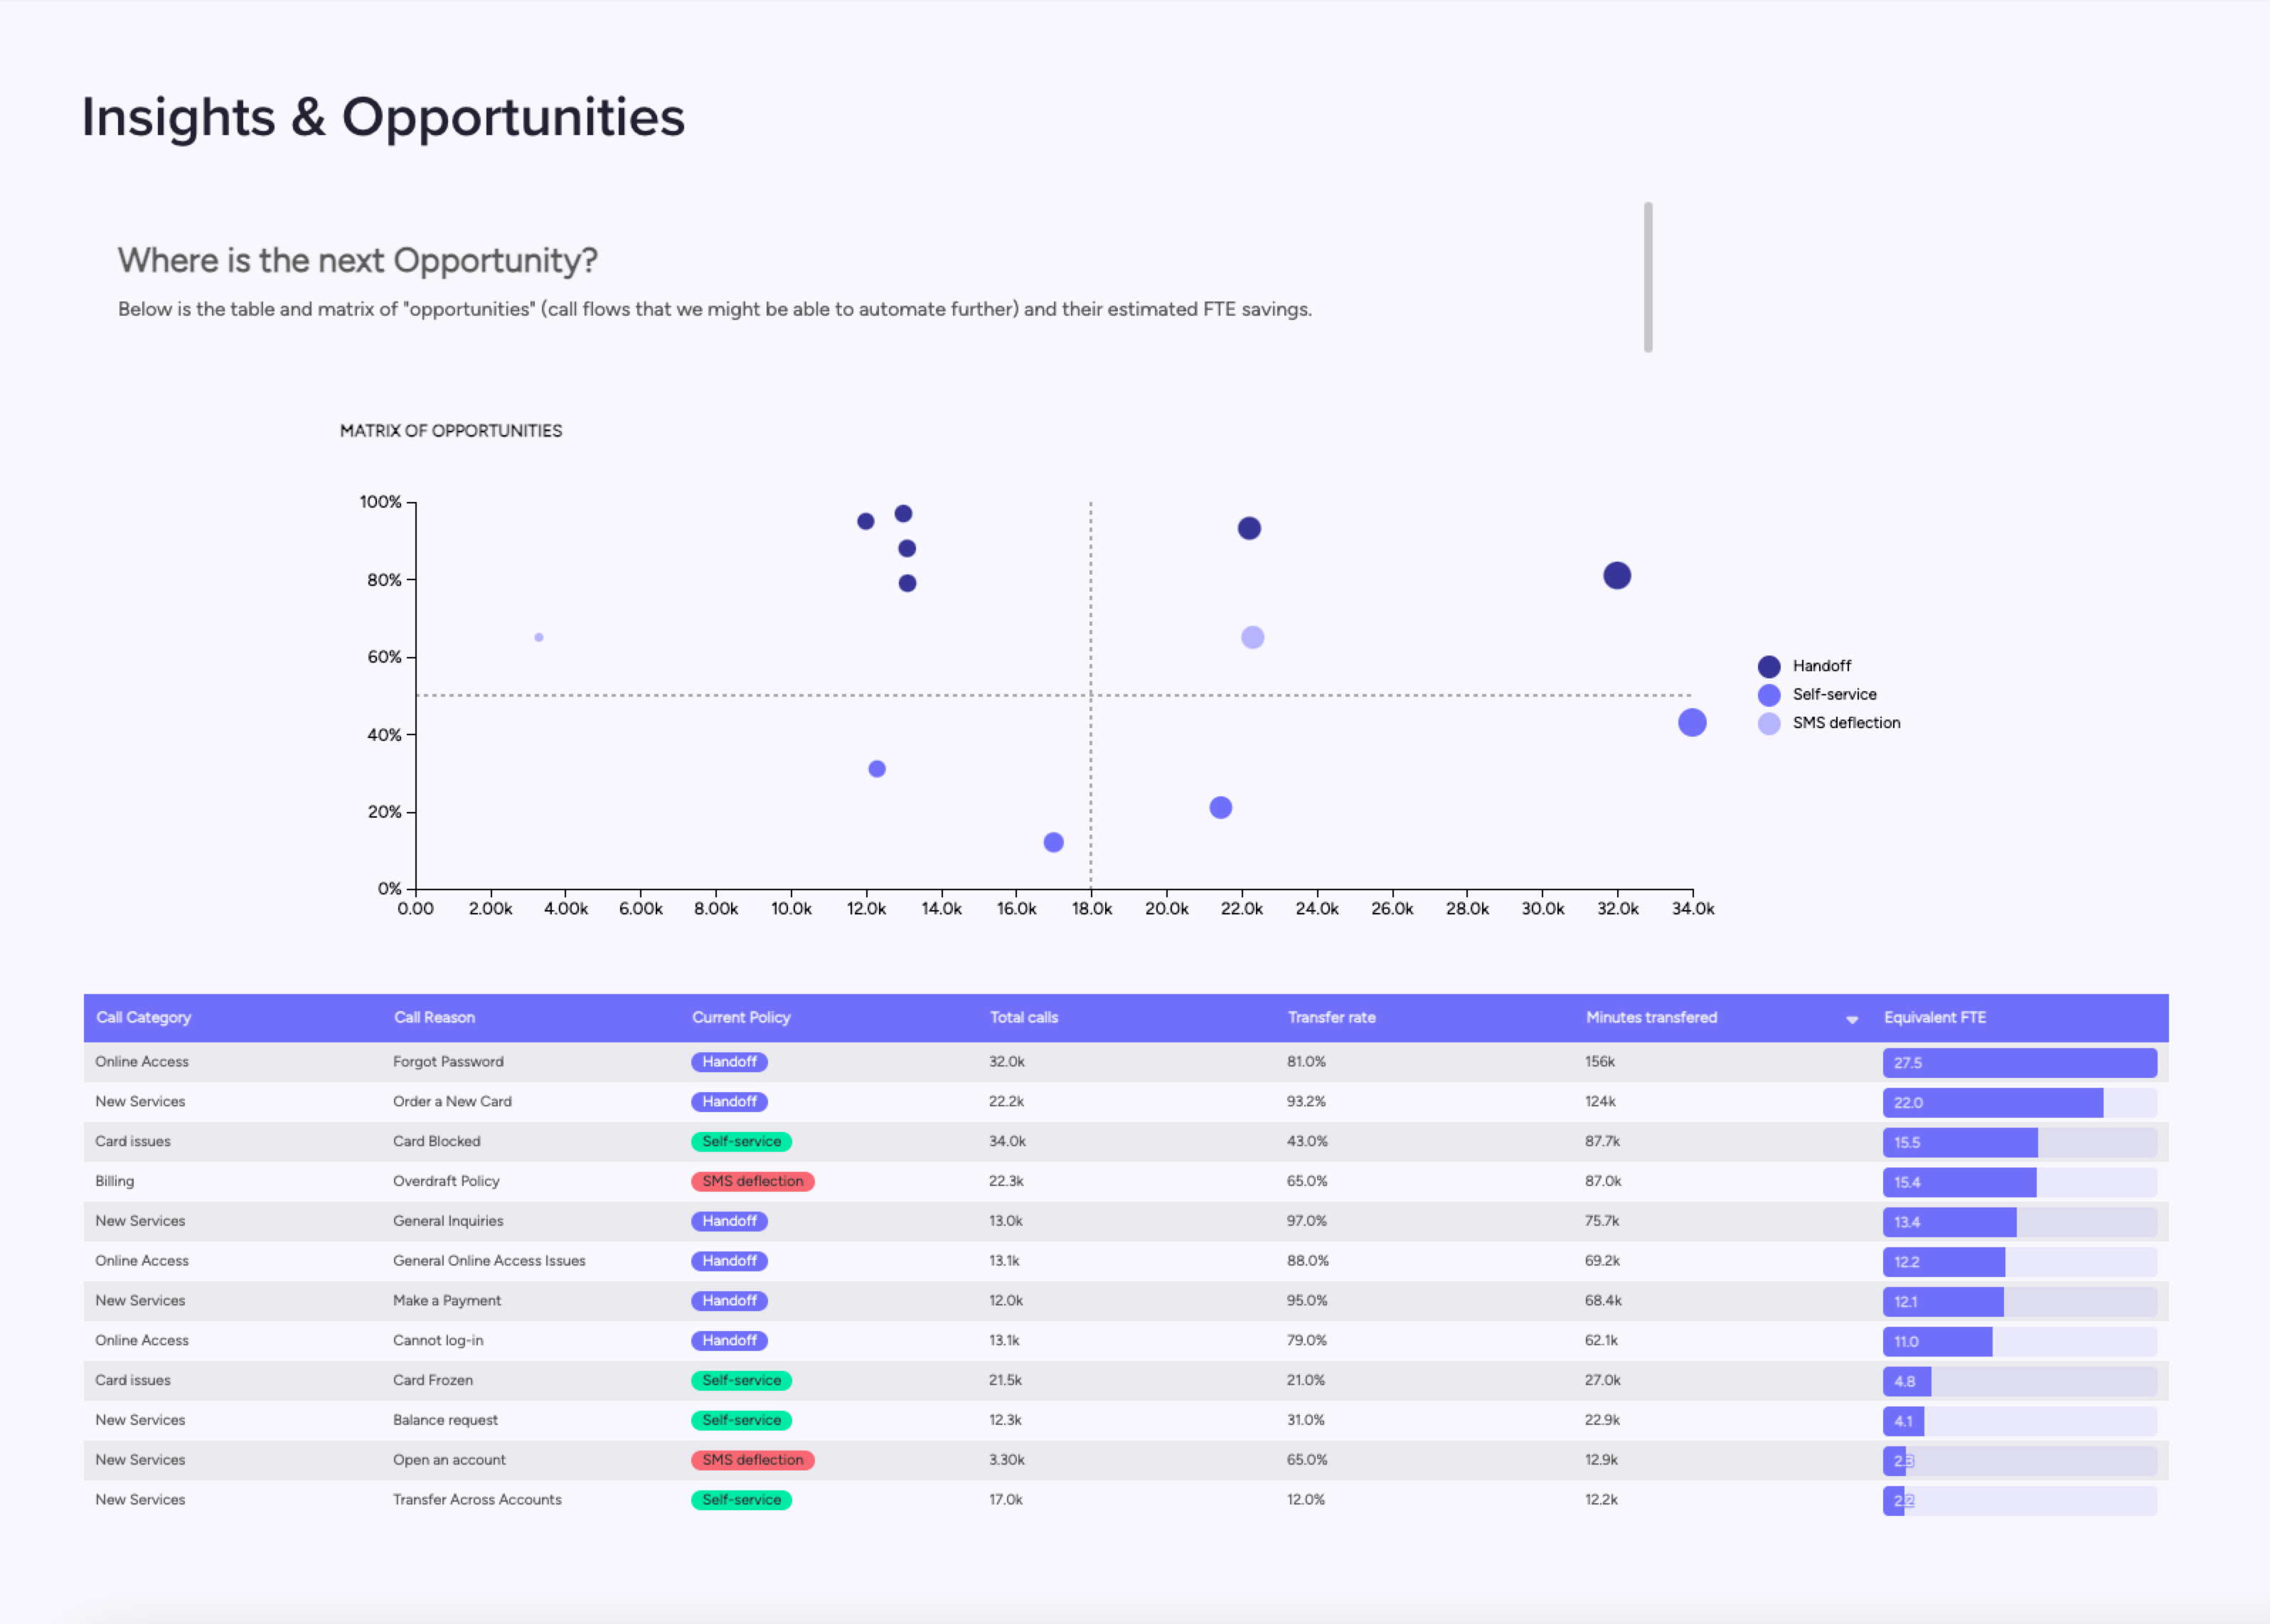 Insights & Opportunities
Where is the next Opportunity?
Below is the table and matrix of "opportunities" (call flows that we might be able to automate further) and their estimated FTE savings.
MATRIX OF OPPORTUNITIES
100%
80%
60%
40%
20%
0%
0.00 2.00k 4.00k 6.00k 8.00k 10.0k 12.0k 14.0k 16.0k 18.0k 20.0k 22.0k 24.0k 26.0k 28.0k 30.0k 32.0k 34.0k
Handoff
Self-service
SMS deflection
Call Category Call Reason Current Policy Total calls Transfer rate Minutes transfered Equivalent FTE
Online Access Forgot Password Handoff 32.0k 81.0% 156k 27.5
New Services Order a New Card Handoff 22.2k 93.2% 124k 22.0
Card issues Card Blocked Self-service 34.0k 43.0% 87.7k 15.5
Billing Overdraft Policy SMS deflection 22.3k 65.0% 87.0k 15.4
New Services General Inquiries Handoff 13.0k 97.0% 75.7k 13.4
Online Access General Online Access Issues Handoff 13.1k 88.0% 69.2k 12.2
New Services Make a Payment Handoff 12.0k 95.0% 68.4k 12.1
Online Access Cannot log-in Handoff 13.1k 79.0% 62.1k 11.0
Card issues Card Frozen Self-service 21.5k 21.0% 27.0k 4.8
New Services Balance request Self-service 12.3k 31.0% 22.9k 4.1
New Services Open an account SMS deflection 3.30k 65.0% 12.9k 2.3
New Services Transfer Across Accounts Self-service 17.0k 12.0% 12.2k 2.2